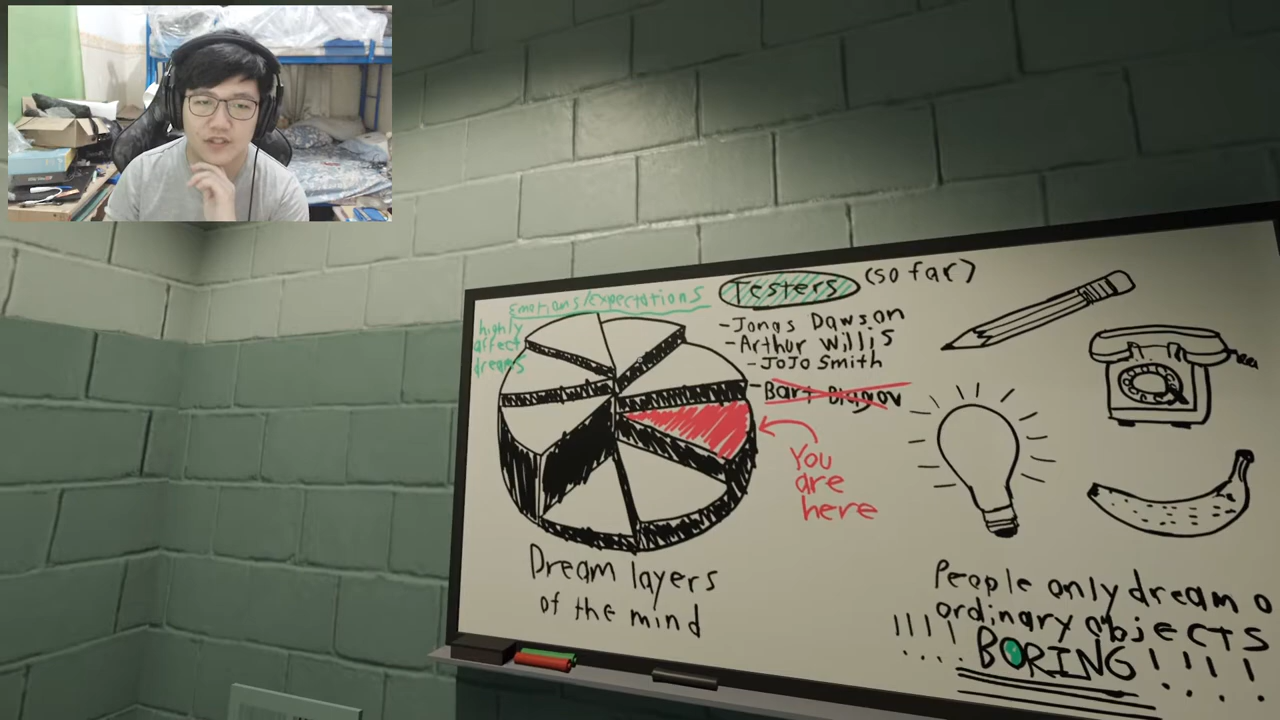 Emotions/expectations
highly
affect
dreams
Testers (so far)
-Jonas Dawson
-Arthur Willis
-JoJo Smith
-Bart
You
are
here
Dream layers
of the mind
People only dream o
ordinary objects
!!!! BORING!!!!